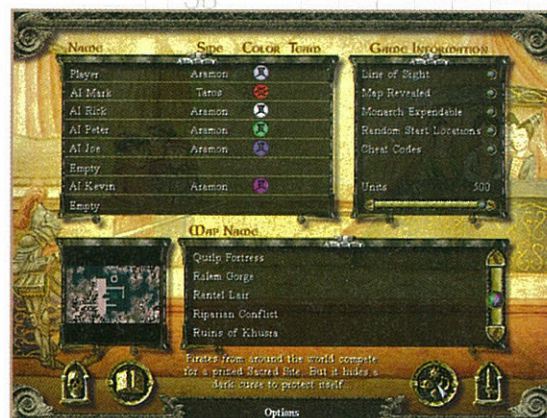 38
Name Side Color Team
Player Aramon
AI Mark Taros
AI Rick Aramon
AI Peter Aramon
AI Joe Aramon
Empty
AI Kevin Aramon
Empty
Game Information
Line of Sight
Map Revealed
Monarch Expendable
Random Start Locations
Cheat Codes
Units 500
Map Name
Quilp Fortress
Ralem Gorge
Rantel Lair
Riparian Conflict
Ruins of Khusra
Pirates from around the world compete
for a prized Sacred Site. But it hides a
dark curse to protect itself...
Options